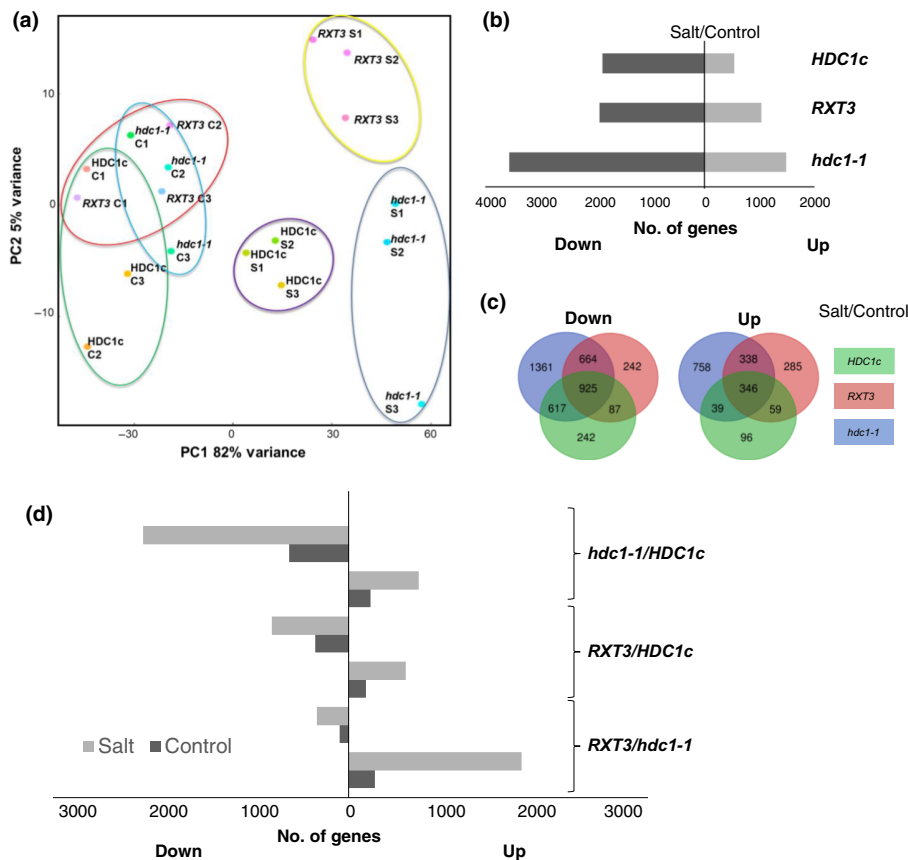 (a)
RXT3 S1
RXT3 S2
RXT3 S3
10
0
−10
PC2 5% variance
hdc1-1
C1
RXT3 C2
HDC1c
C1
hdc1-1
C2
RXT3 C1
RXT3 C3
hdc1-1
C3
HDC1c
C3
HDC1c
C2
HDC1c
S2
HDC1c
S1
HDC1c
S3
hdc1-1
S1
hdc1-1
S2
hdc1-1
S3
−30
0
30
60
PC1 82% variance
(b)
Salt/Control
HDC1c
RXT3
hdc1-1
4000 3000 2000 1000 0 1000 2000
No. of genes
Down
Up
(c)
Down
Up
Salt/Control
1361
664
242
925
617
87
242
758
338
285
346
39
59
96
HDC1c
RXT3
hdc1-1
(d)
hdc1-1/HDC1c
RXT3/HDC1c
RXT3/hdc1-1
Salt
Control
3000 2000 1000 0 1000 2000 3000
No. of genes
Down
Up